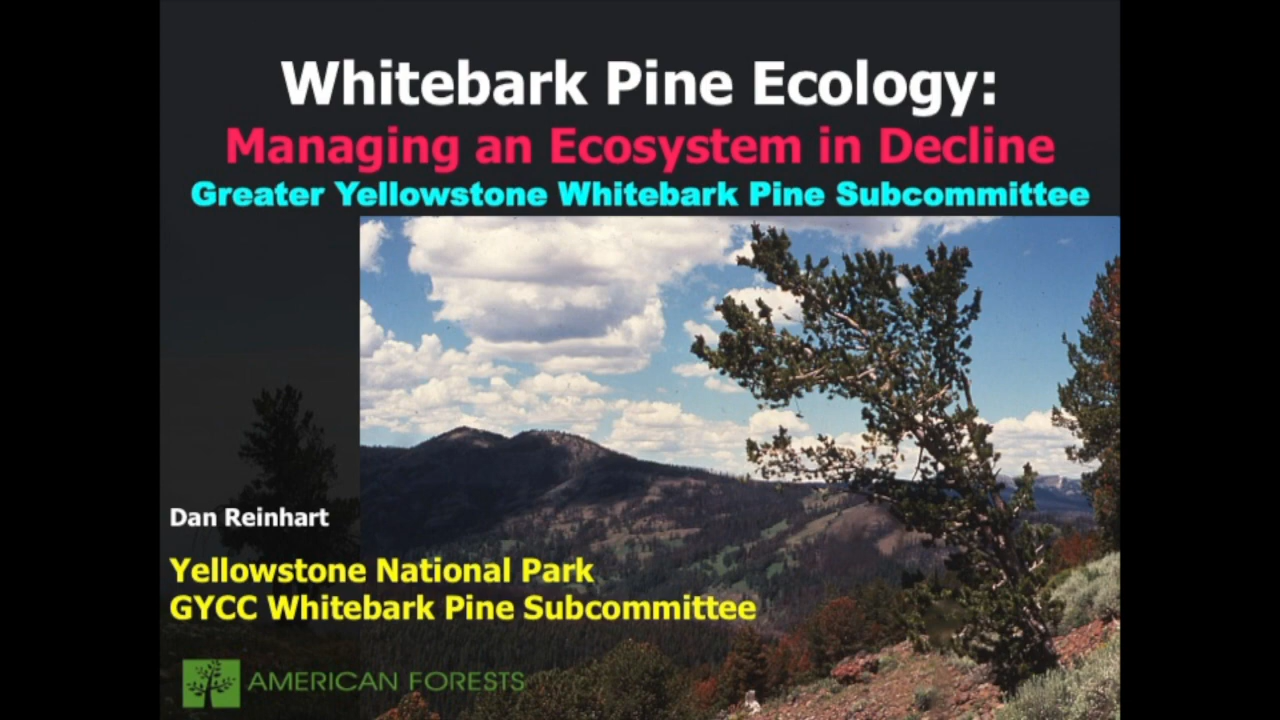 Whitebark Pine Ecology:
Managing an Ecosystem in Decline
Greater Yellowstone Whitebark Pine Subcommittee
Dan Reinhart
Yellowstone National Park
GYCC Whitebark Pine Subcommittee
AMERICAN FORESTS